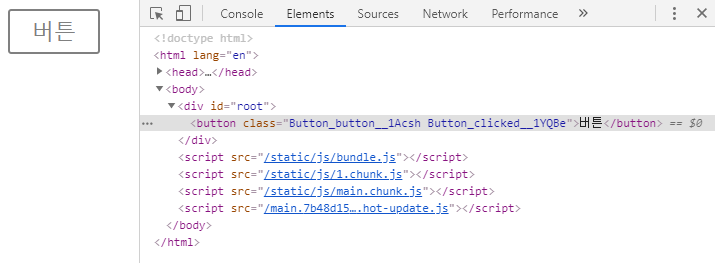 버튼
Console Elements Sources Network Performance »
<!doctype html>
<html lang="en">
<head>…</head>
<body>
<div id="root">
… <button class="Button_button__1Acsh Button_clicked__1YQBe">버튼</button> == $0
</div>
<script src="/static/js/bundle.js"></script>
<script src="/static/js/1.chunk.js"></script>
<script src="/static/js/main.chunk.js"></script>
<script src="/main.7b48d15….hot-update.js"></script>
</body>
</html>